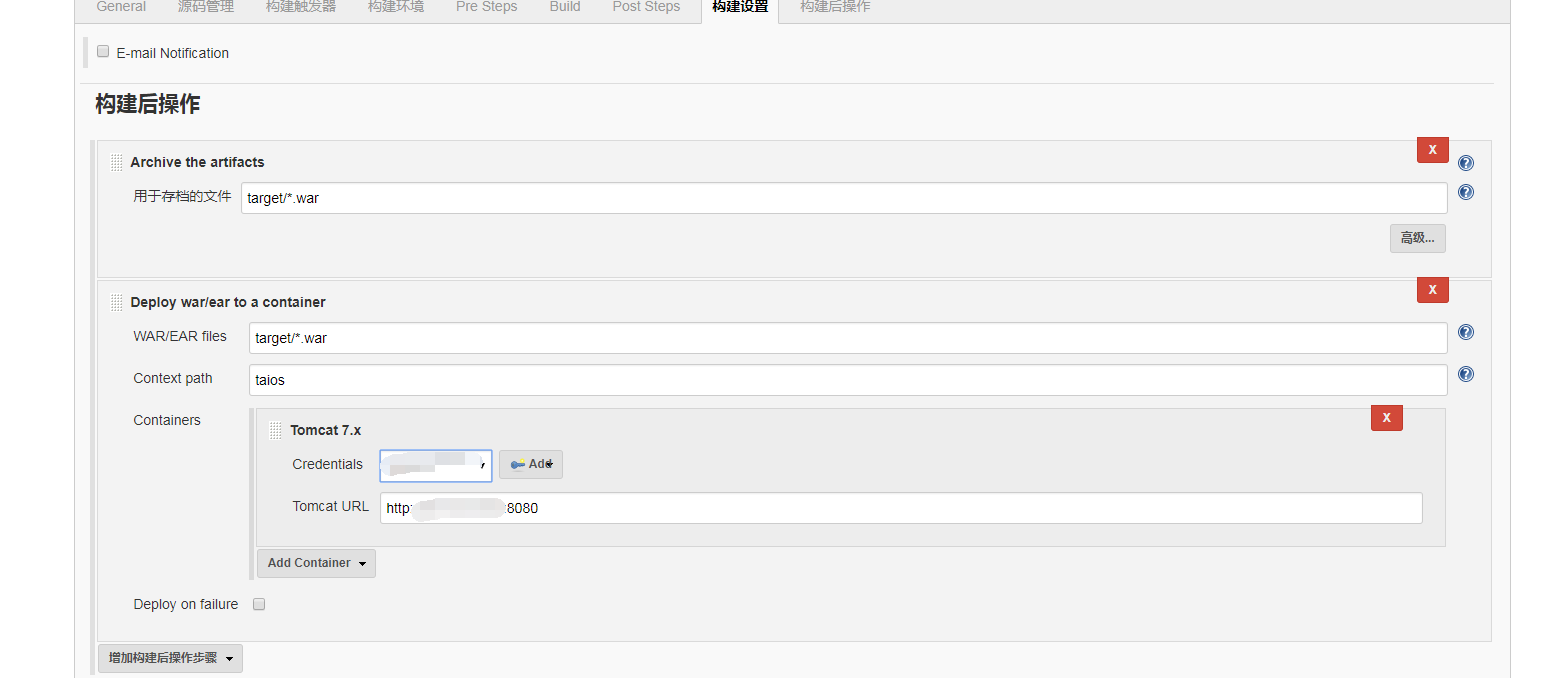 General 源码管理 构建触发器 构建环境 Pre Steps Build Post Steps 构建设置 构建后操作
E-mail Notification
构建后操作
X
Archive the artifacts
用于存档的文件 target/*.war
高级...
X
Deploy war/ear to a container
WAR/EAR files target/*.war
Context path taios
Containers
X
Tomcat 7.x
Credentials Add
Tomcat URL http: :8080
Add Container
Deploy on failure
增加构建后操作步骤